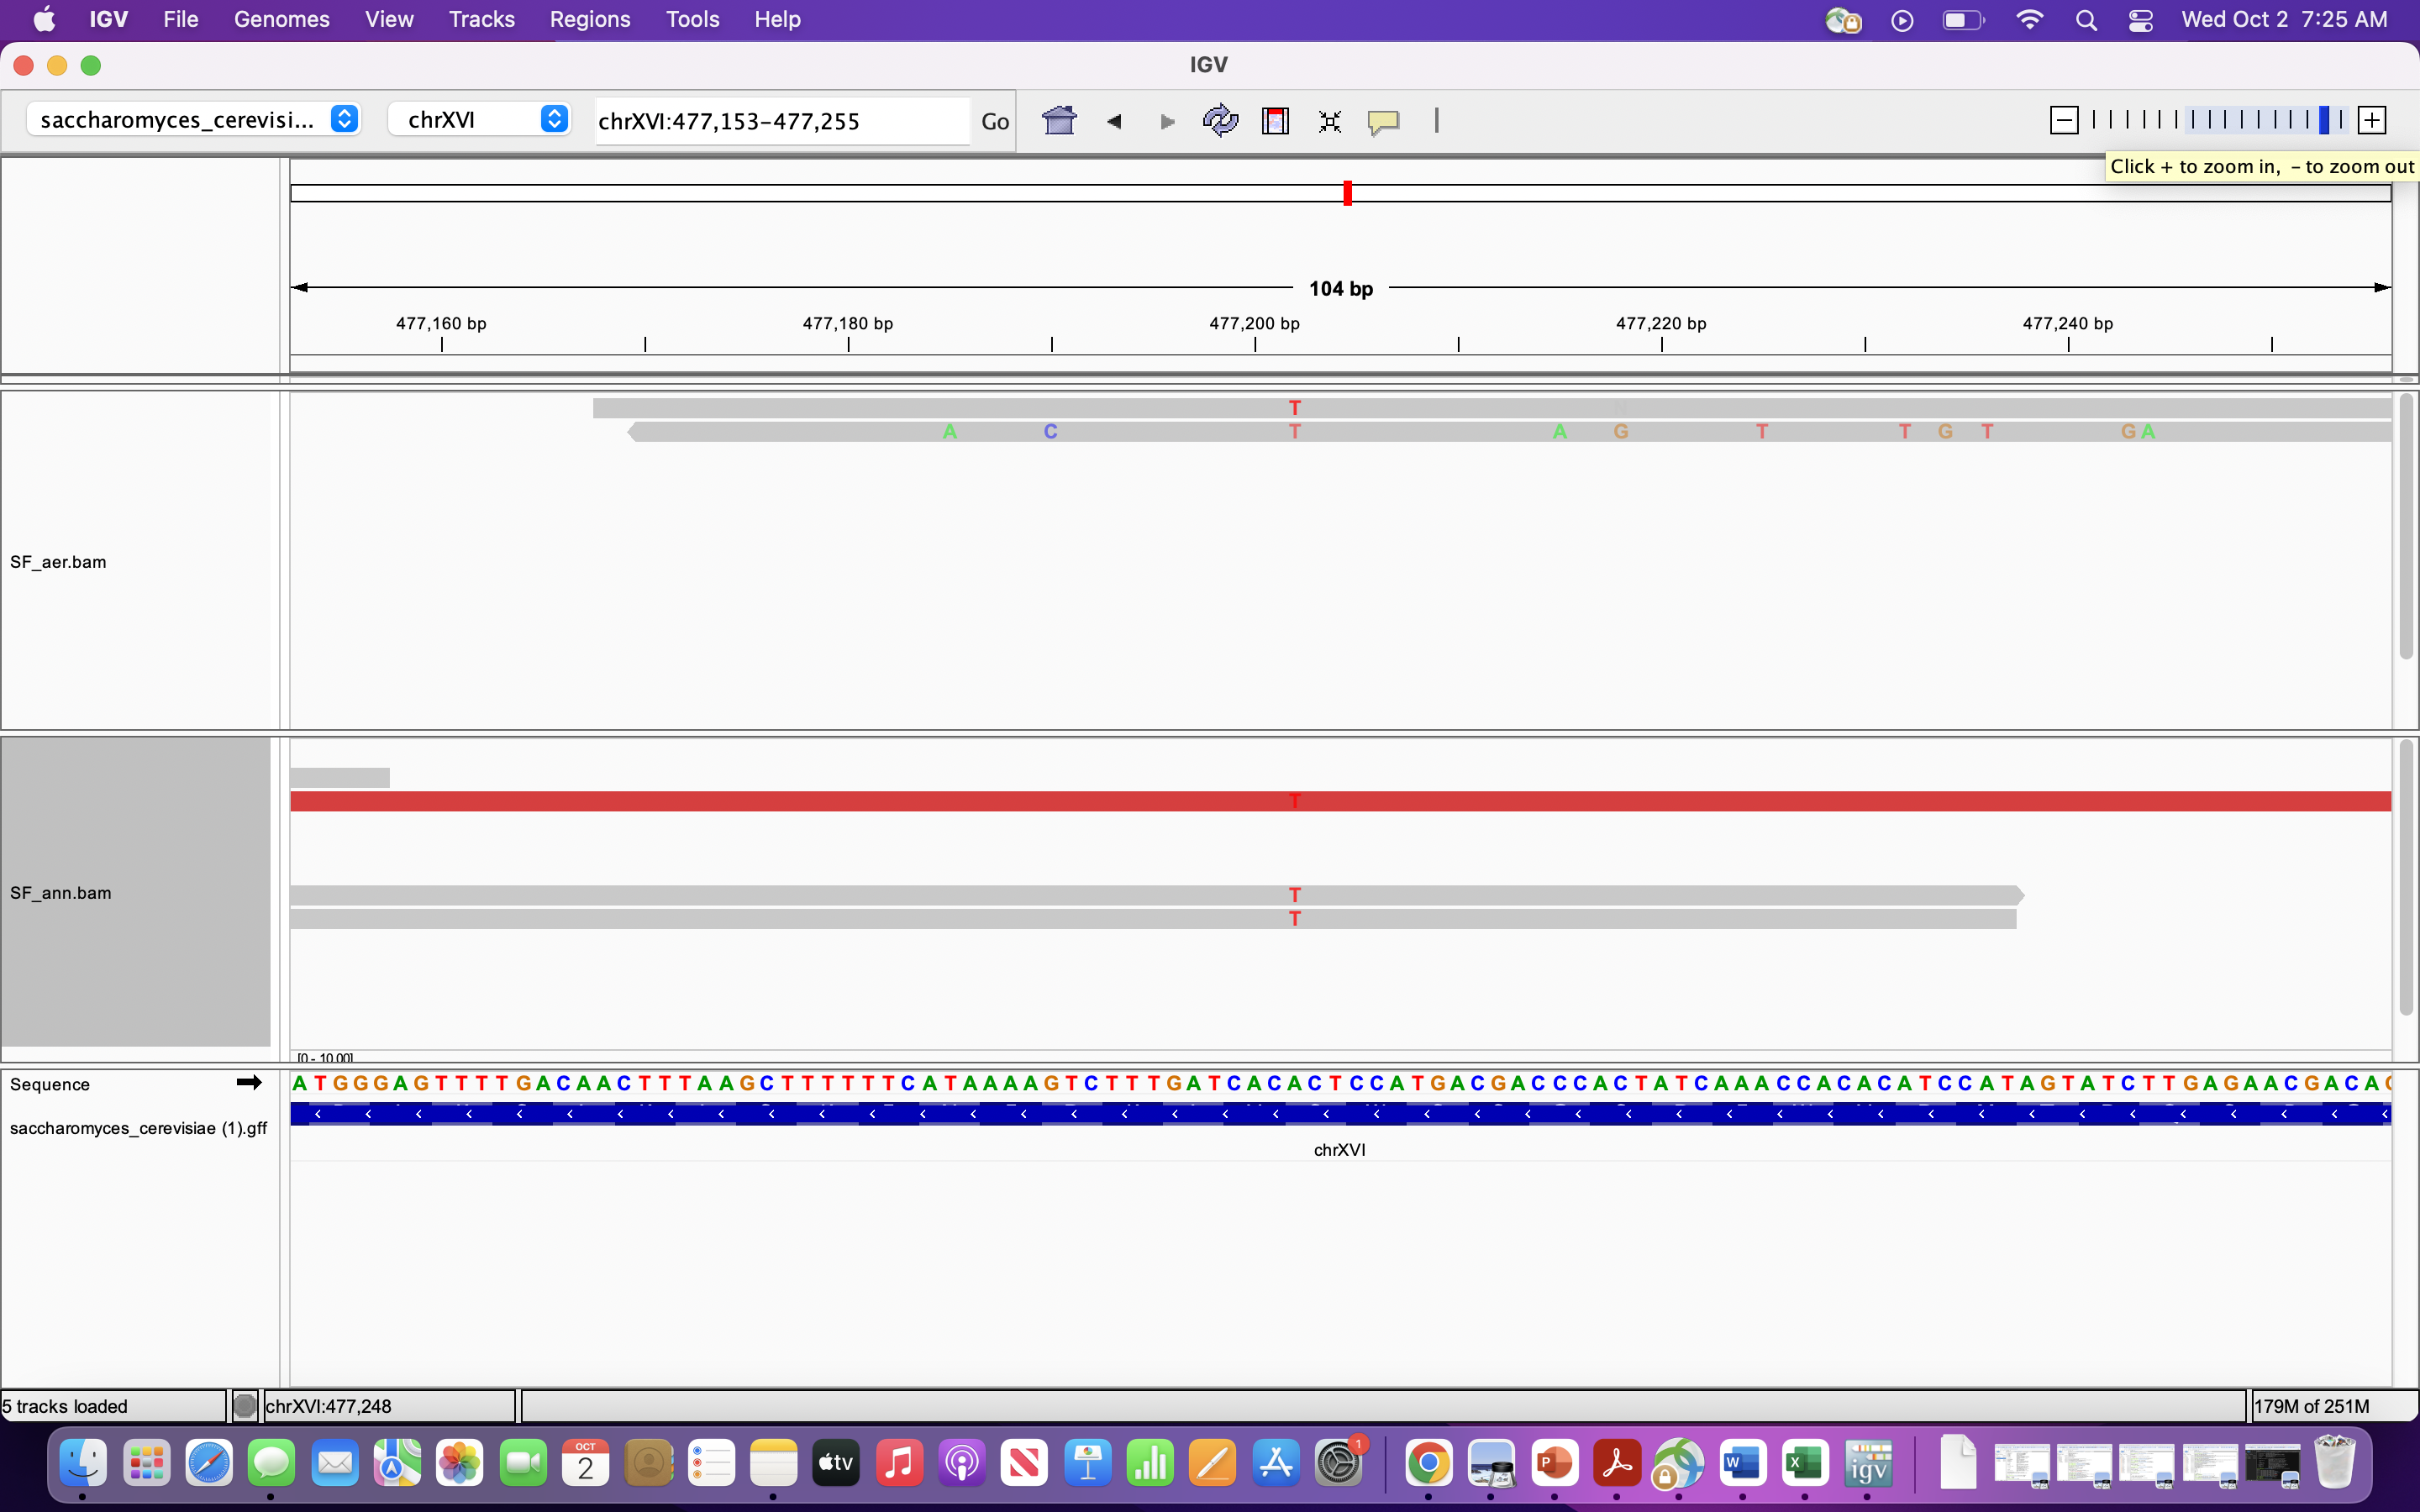 IGV File Genomes View Tracks Regions Tools Help Wed Oct 2 7:25 AM
IGV
saccharomyces_cerevisi... chrXVI chrXVI:477,153-477,255 Go
Click + to zoom in, - to zoom out
104 bp
477,160 bp 477,180 bp 477,200 bp 477,220 bp 477,240 bp
T
A C T A G T T G T G A
SF_aer.bam
T
SF_ann.bam
T
T
[0 - 10.00]
Sequence A T G G G A G T T T T G A C A A C T T T A A G C T T T T T T C A T A A A A G T C T T T G A T C A C A C T C C A T G A C G A C C C A C T A T C A A A C C A C A C A T C C A T A G T A T C T T G A G A A C G A C A
saccharomyces_cerevisiae (1).gff
chrXVI
5 tracks loaded chrXVI:477,248 179M of 251M
OCT
2
tv
1
P
W
X
igv